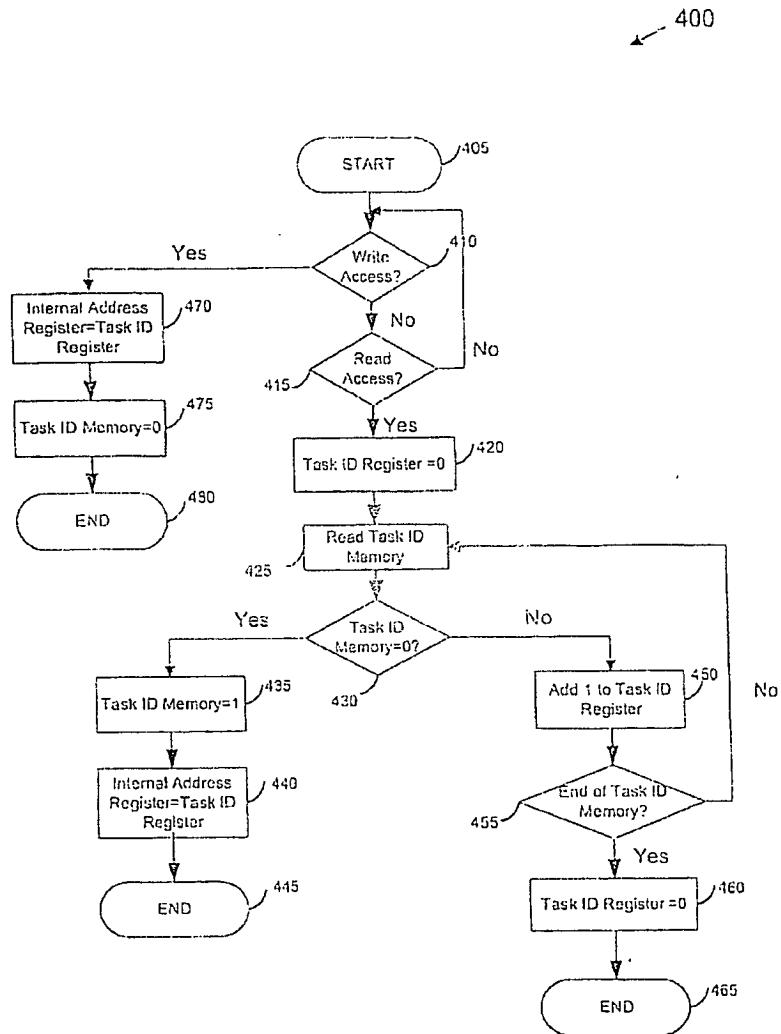 400
START
405
Write
Access?
410
Yes
No
Internal Address
Register=Task ID
Register
470
Read
Access?
415
No
Yes
Task ID Memory=0
475
Task ID Register =0
420
END
480
Read Task ID
Memory
425
Task ID
Memory=0?
430
Yes
No
Task ID Memory=1
435
Add 1 to Task ID
Register
450
No
Internal Address
Register=Task ID
Register
440
End of Task ID
Memory?
455
Yes
END
445
Task ID Register =0
460
END
465